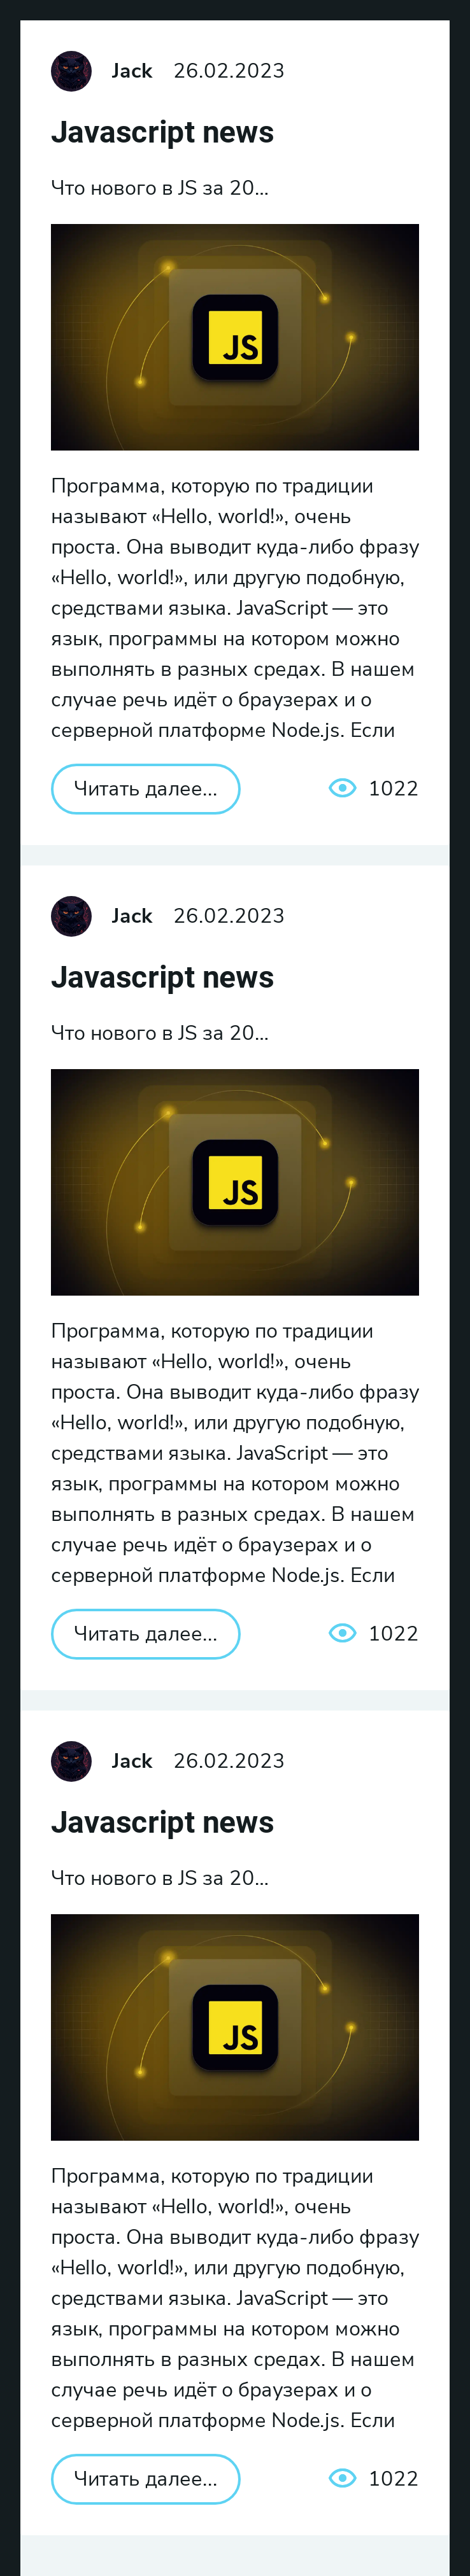 Jack 26.02.2023
Javascript news
Что нового в JS за 20...
JS
Программа, которую по традиции
называют «Hello, world!», очень
проста. Она выводит куда-либо фразу
«Hello, world!», или другую подобную,
средствами языка. JavaScript — это
язык, программы на котором можно
выполнять в разных средах. В нашем
случае речь идёт о браузерах и о
серверной платформе Node.js. Если
Читать далее... 1022
Jack 26.02.2023
Javascript news
Что нового в JS за 20...
JS
Программа, которую по традиции
называют «Hello, world!», очень
проста. Она выводит куда-либо фразу
«Hello, world!», или другую подобную,
средствами языка. JavaScript — это
язык, программы на котором можно
выполнять в разных средах. В нашем
случае речь идёт о браузерах и о
серверной платформе Node.js. Если
Читать далее... 1022
Jack 26.02.2023
Javascript news
Что нового в JS за 20...
JS
Программа, которую по традиции
называют «Hello, world!», очень
проста. Она выводит куда-либо фразу
«Hello, world!», или другую подобную,
средствами языка. JavaScript — это
язык, программы на котором можно
выполнять в разных средах. В нашем
случае речь идёт о браузерах и о
серверной платформе Node.js. Если
Читать далее... 1022